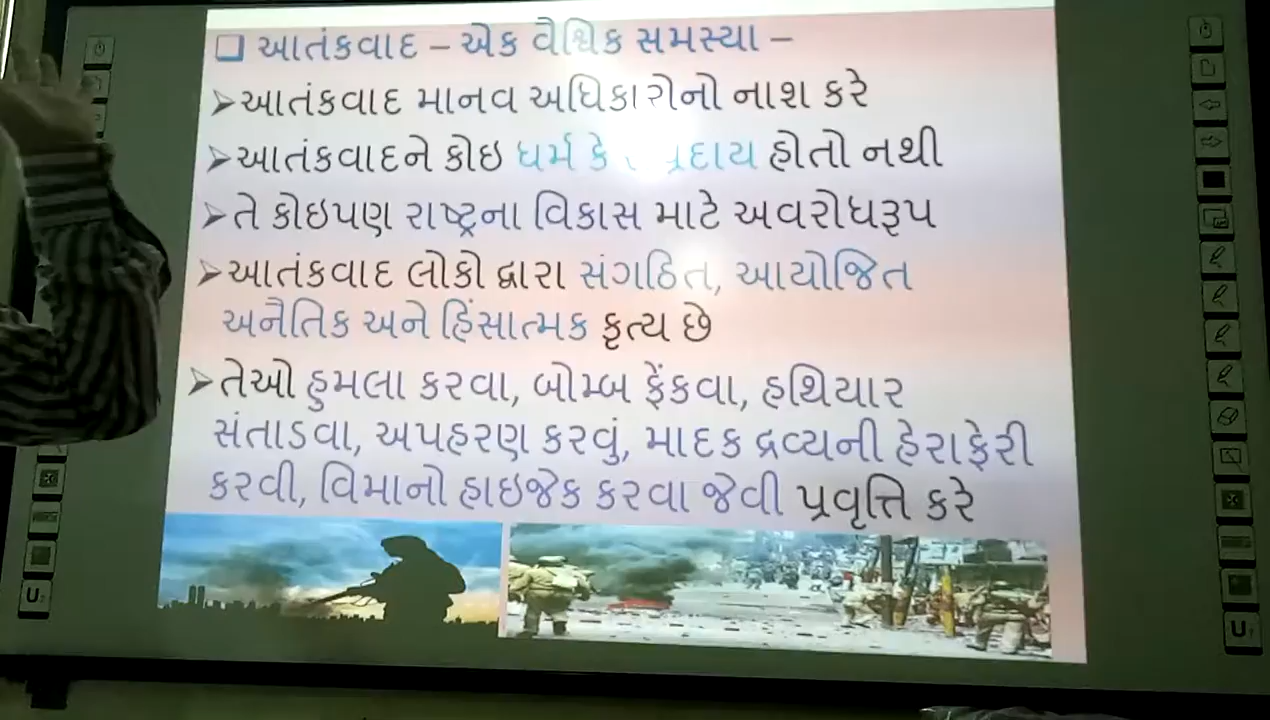 ❑ આતંકવાદ – એક વૈશ્વિક સમસ્યા –
➤આતંકવાદ માનવ અધિકારોનો નાશ કરે
➤આતંકવાદને કોઇ ધર્મ કે હોતો નથી
➤તે કોઇપણ રાષ્ટ્રના વિકાસ માટે અવરોધરૂપ
➤આતંકવાદ લોકો દ્વારા સંગઠિત, આયોજિત
અનૈતિક અને હિંસાત્મક કૃત્ય છે
➤તેઓ હુમલા કરવા, બોમ્બ ફેંકવા, હથિયાર
સંતાડવા, અપહરણ કરવું, માદક દ્રવ્યની હેરાફેરી
કરવી, વિમાનો હાઇજેક કરવા જેવી પ્રવૃત્તિ કરે